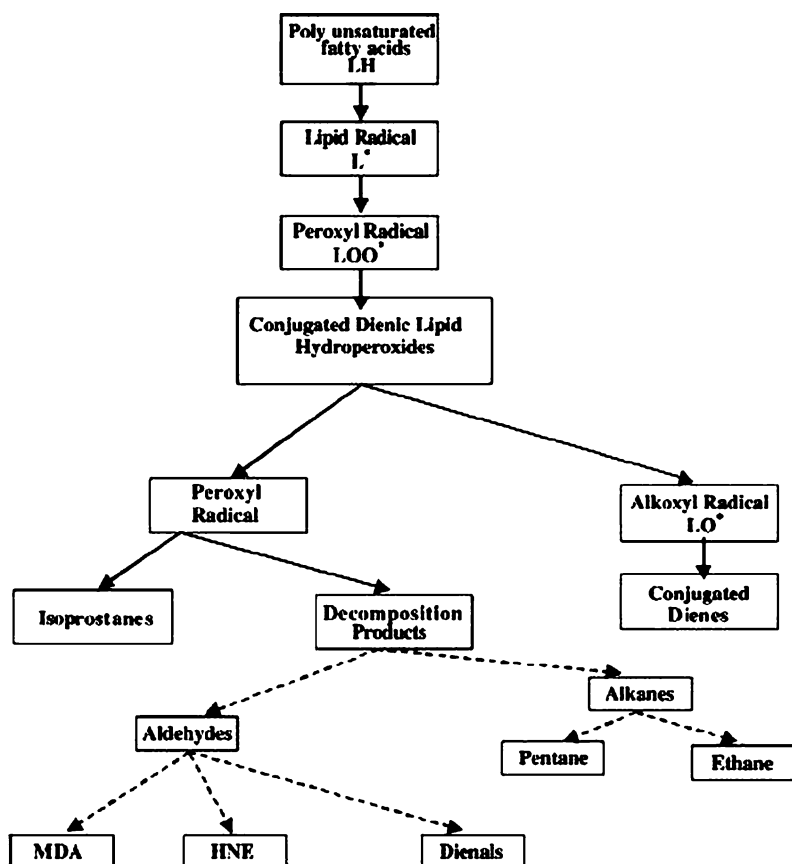 Poly unsaturated
fatty acids
LH
Lipid Radical
L•
Peroxyl Radical
LOO•
Conjugated Dienic Lipid
Hydroperoxides
Peroxyl
Radical
Alkoxyl Radical
LO•
Isoprostanes
Decomposition
Products
Conjugated
Dienes
Aldehydes
Alkanes
Pentane
Ethane
MDA
HNE
Dienals